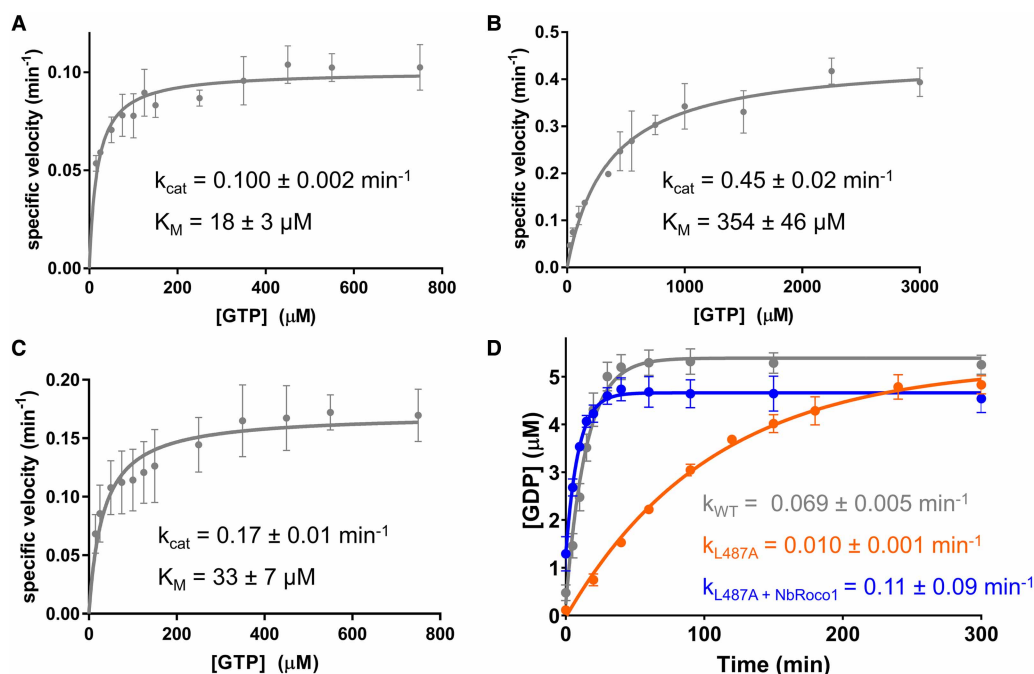 A
specific velocity (min⁻¹)
0.10
0.05
0.00
kcat = 0.100 ± 0.002 min⁻¹
KM = 18 ± 3 µM
0 200 400 600 800
[GTP] (µM)
B
specific velocity (min⁻¹)
0.5
0.4
0.3
0.2
0.1
0.0
kcat = 0.45 ± 0.02 min⁻¹
KM = 354 ± 46 µM
0 1000 2000 3000
[GTP] (µM)
C
specific velocity (min⁻¹)
0.20
0.15
0.10
0.05
0.00
kcat = 0.17 ± 0.01 min⁻¹
KM = 33 ± 7 µM
0 200 400 600 800
[GTP] (µM)
D
[GDP] (µM)
6
5
4
3
2
1
0
kWT = 0.069 ± 0.005 min⁻¹
kL487A = 0.010 ± 0.001 min⁻¹
kL487A + NbRoco1 = 0.11 ± 0.09 min⁻¹
0 100 200 300
Time (min)